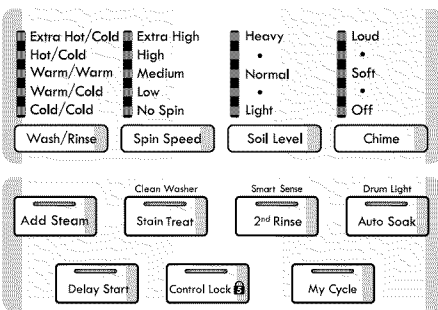 Extra Hot/Cold Extra High Heavy Loud
Hot/Cold High • •
Warm/Warm Medium Normal Soft
Warm/Cold Low • •
Cold/Cold No Spin Light Off
Wash/Rinse Spin Speed Soil Level Chime
Clean Washer Smart Sense Drum Light
Add Steam Stain Treat 2nd Rinse Auto Soak
Delay Start Control Lock My Cycle